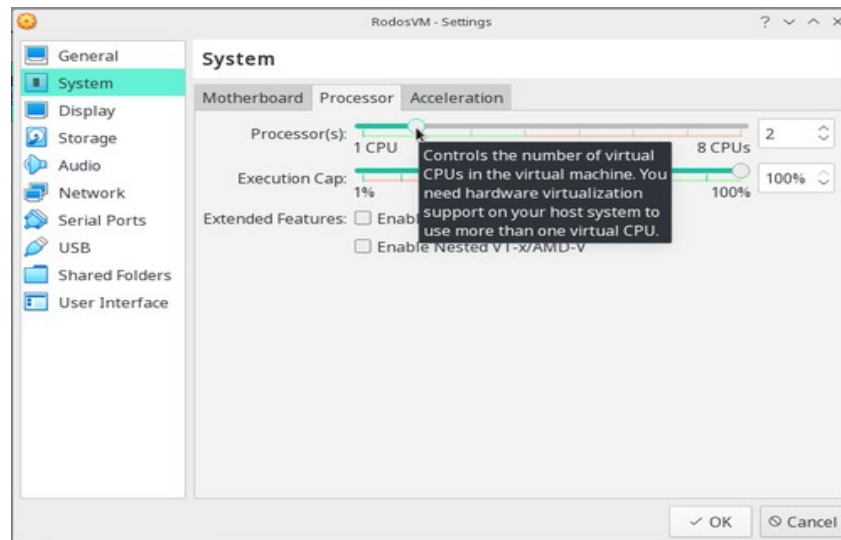 RodosVM - Settings
General
System
Display
Storage
Audio
Network
Serial Ports
USB
Shared Folders
User Interface
System
Motherboard Processor Acceleration
Processor(s):
1 CPU 8 CPUs
2
Controls the number of virtual
CPUs in the virtual machine. You
need hardware virtualization
support on your host system to
use more than one virtual CPU.
Execution Cap:
1% 100%
100%
Extended Features:
Enable Nested VT-x/AMD-V
OK Cancel